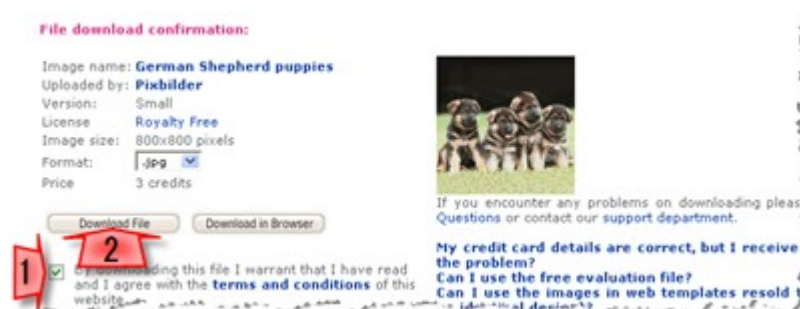 File download confirmation:
Image name: German Shepherd puppies
Uploaded by: Pixbilder
Version: Small
License Royalty Free
Image size: 800x800 pixels
Format: .jpg
Price 3 credits
Download File Download in Browser
1 2
By downloading this file I warrant that I have read
and I agree with the terms and conditions of this
website
If you encounter any problems on downloading pleas
Questions or contact our support department.
My credit card details are correct, but I receive
the problem?
Can I use the free evaluation file?
Can I use the images in web templates resold